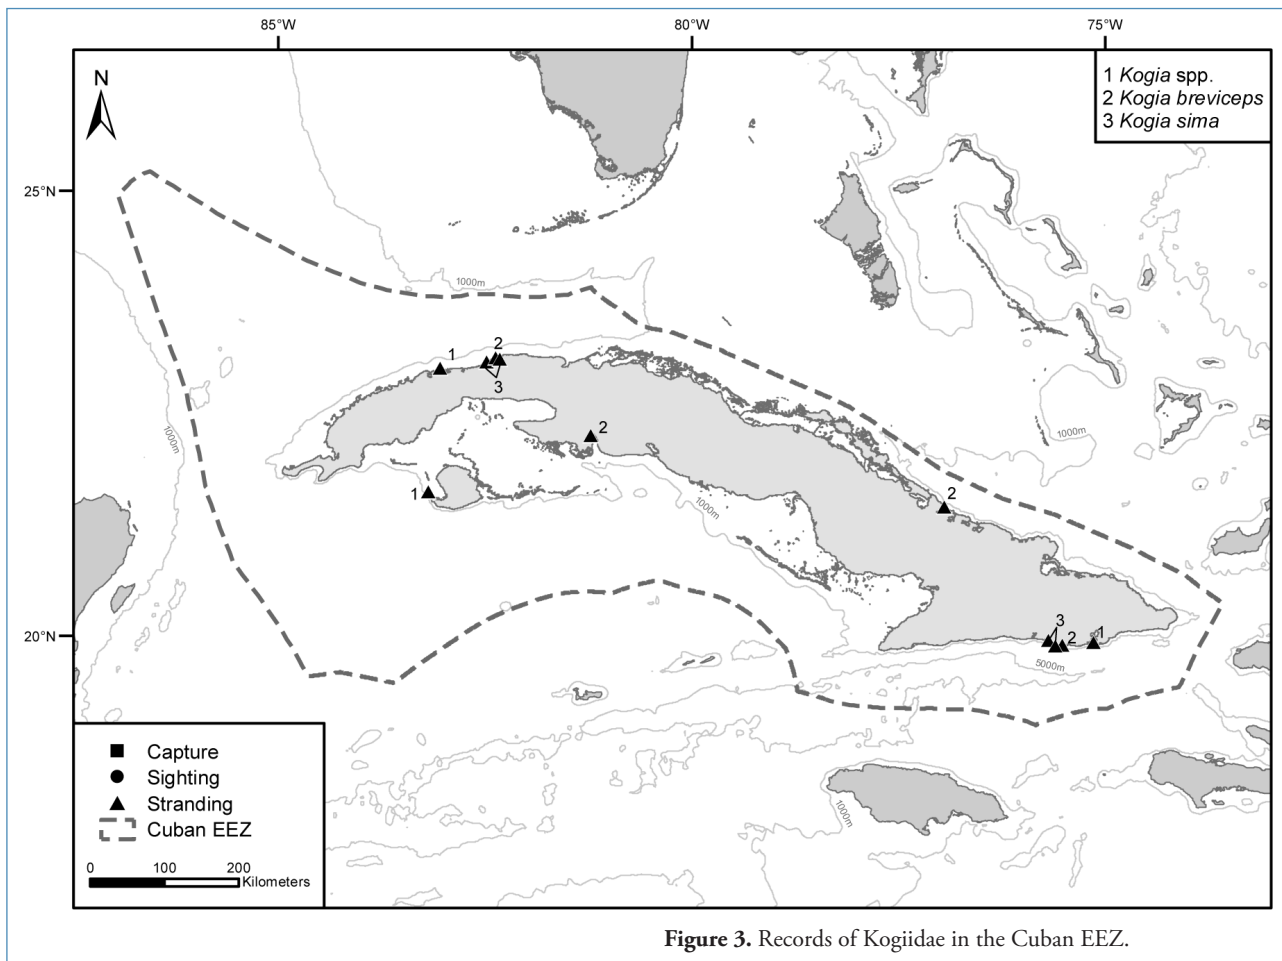 85°W
80°W
75°W
N
1 Kogia spp.
2 Kogia breviceps
3 Kogia sima
25°N
1000m
1
2
3
1000m
1000m
2
1
1000m
2
20°N
3
2
1
5000m
Capture
Sighting
Stranding
Cuban EEZ
0 100 200
Kilometers
1000m
Figure 3. Records of Kogiidae in the Cuban EEZ.